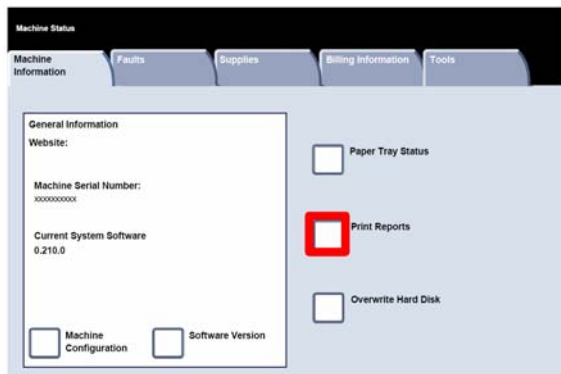 Machine Status
Machine
Information
Faults
Supplies
Billing Information
Tools
General Information
Website:
Machine Serial Number:
xxxxxxxxxx
Current System Software
0.210.0
Machine
Configuration
Software Version
Paper Tray Status
Print Reports
Overwrite Hard Disk